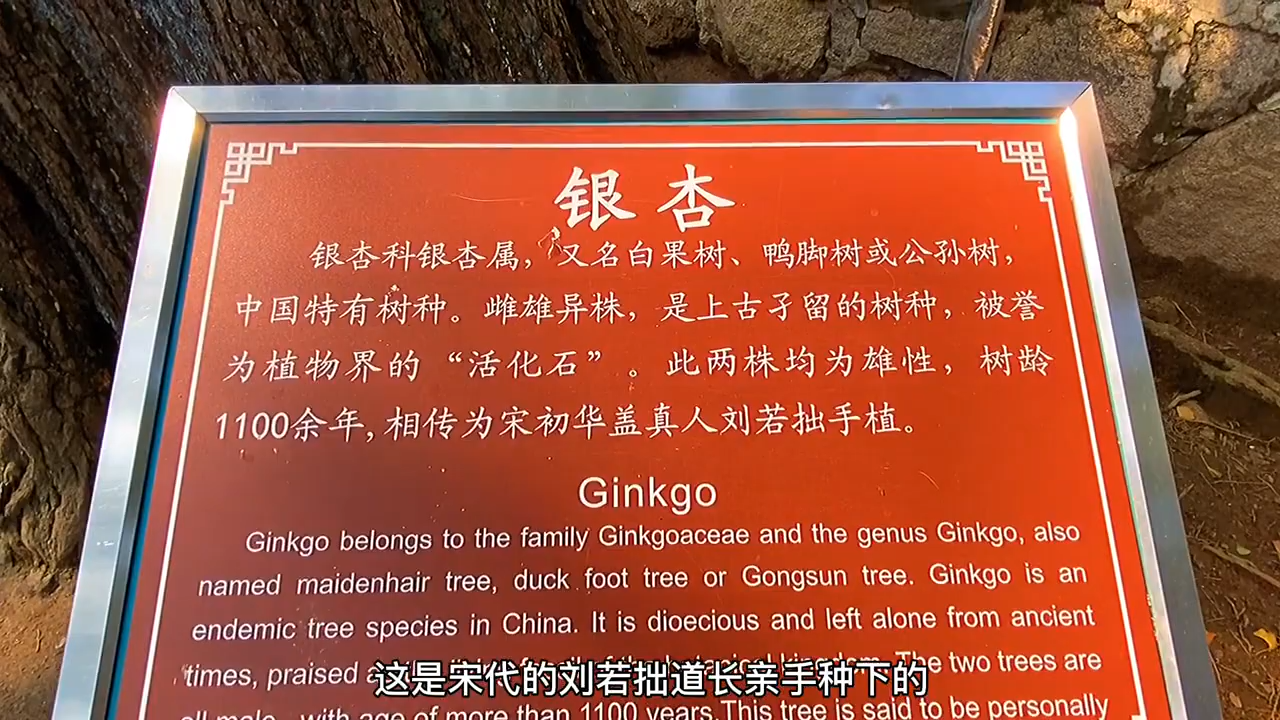 银杏
银杏科银杏属，又名白果树、鸭脚树或公孙树，
中国特有树种。雌雄异株，是上古孑留的树种，被誉
为植物界的“活化石”。此两株均为雄性，树龄
1100余年，相传为宋初华盖真人刘若拙手植。
Ginkgo
Ginkgo belongs to the family Ginkgoaceae and the genus Ginkgo, also
named maidenhair tree, duck foot tree or Gongsun tree. Ginkgo is an
endemic tree species in China. It is dioecious and left alone from ancient
times, praised The two trees are
with age of more than 1100 years.This tree is said to be personally
这是宋代的刘若拙道长亲手种下的